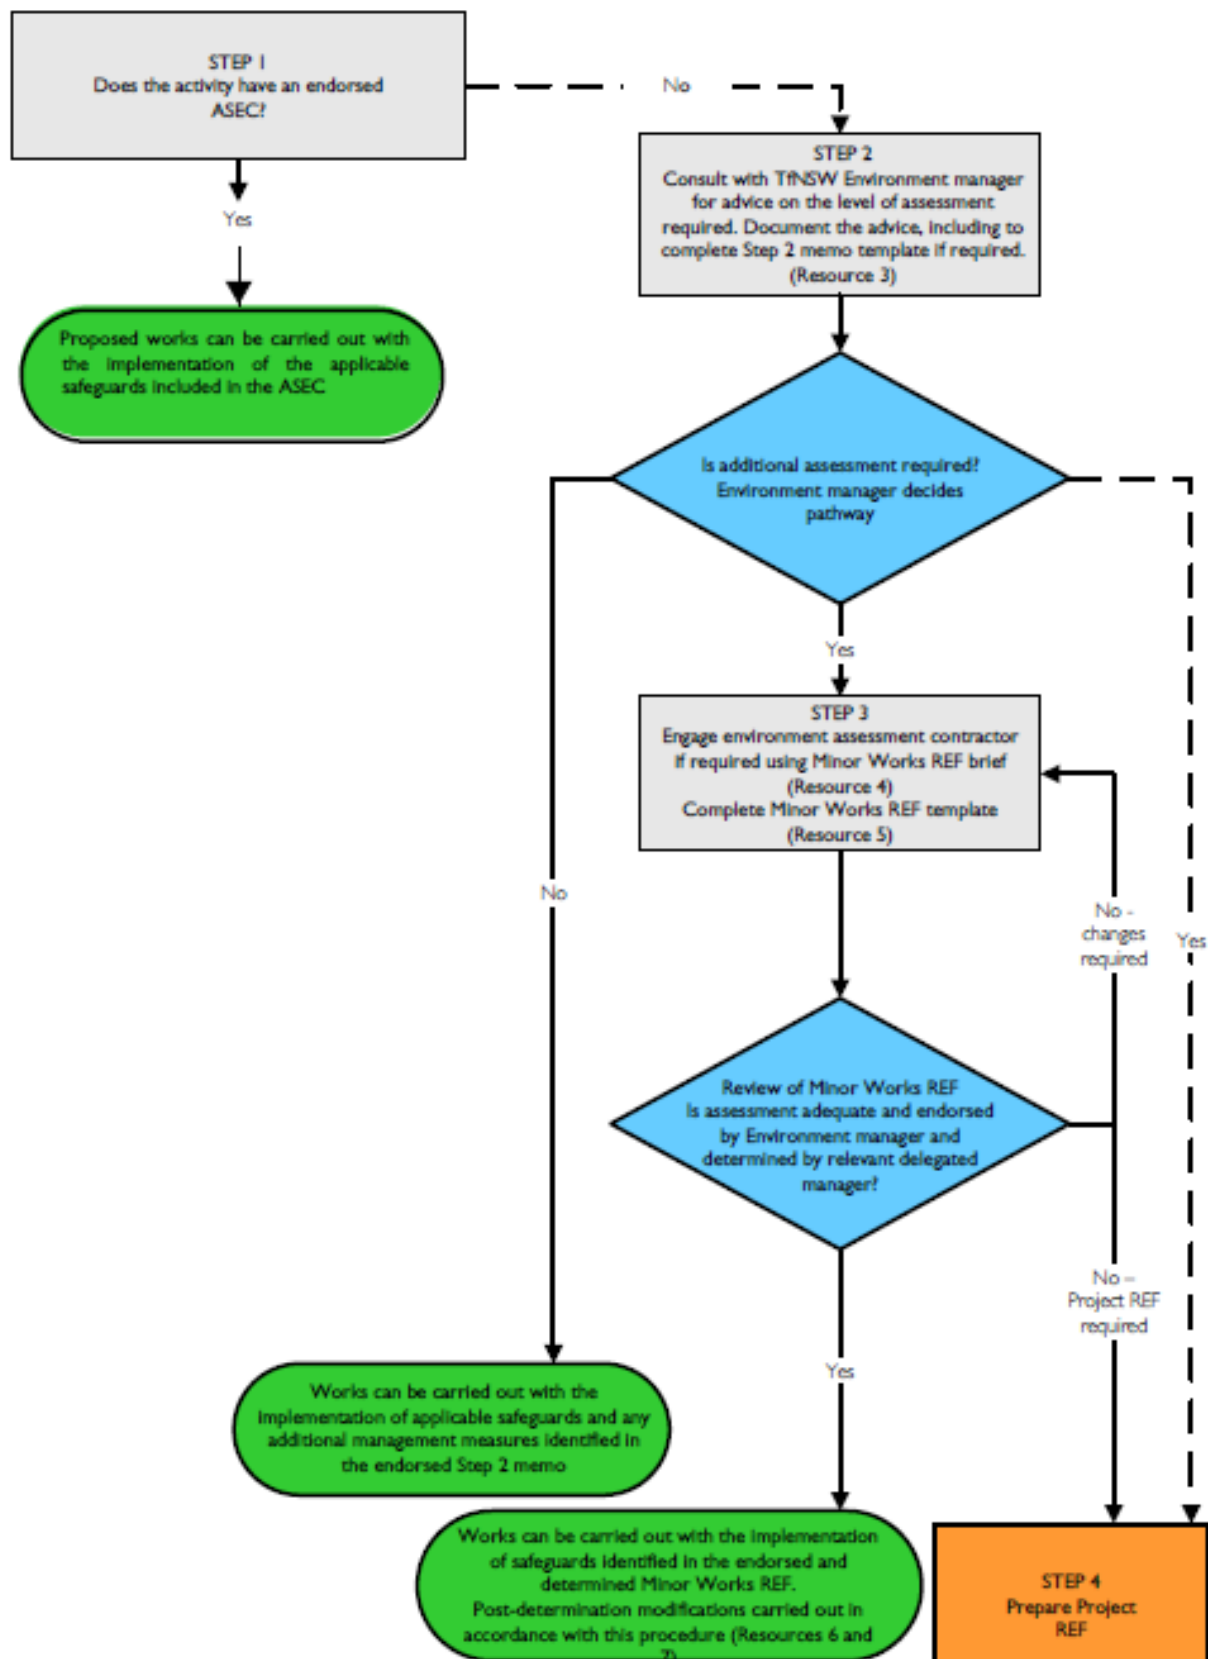 STEP 1
Does the activity have an endorsed
ASEC?
No
Yes
STEP 2
Consult with TfNSW Environment manager
for advice on the level of assessment
required. Document the advice, including to
complete Step 2 memo template if required.
(Resource 3)
Proposed works can be carried out with
the implementation of the applicable
safeguards included in the ASEC
Is additional assessment required?
Environment manager decides
pathway
Yes
STEP 3
Engage environment assessment contractor
if required using Minor Works REF brief
(Resource 4)
Complete Minor Works REF template
(Resource 5)
No
No -
changes
required
Yes
Review of Minor Works REF
Is assessment adequate and endorsed
by Environment manager and
determined by relevant delegated
manager?
No –
Project REF
required
Yes
Works can be carried out with the
implementation of applicable safeguards and any
additional management measures identified in
the endorsed Step 2 memo
Works can be carried out with the implementation
of safeguards identified in the endorsed and
determined Minor Works REF.
Post-determination modifications carried out in
accordance with this procedure (Resources 6 and
7)
STEP 4
Prepare Project
REF